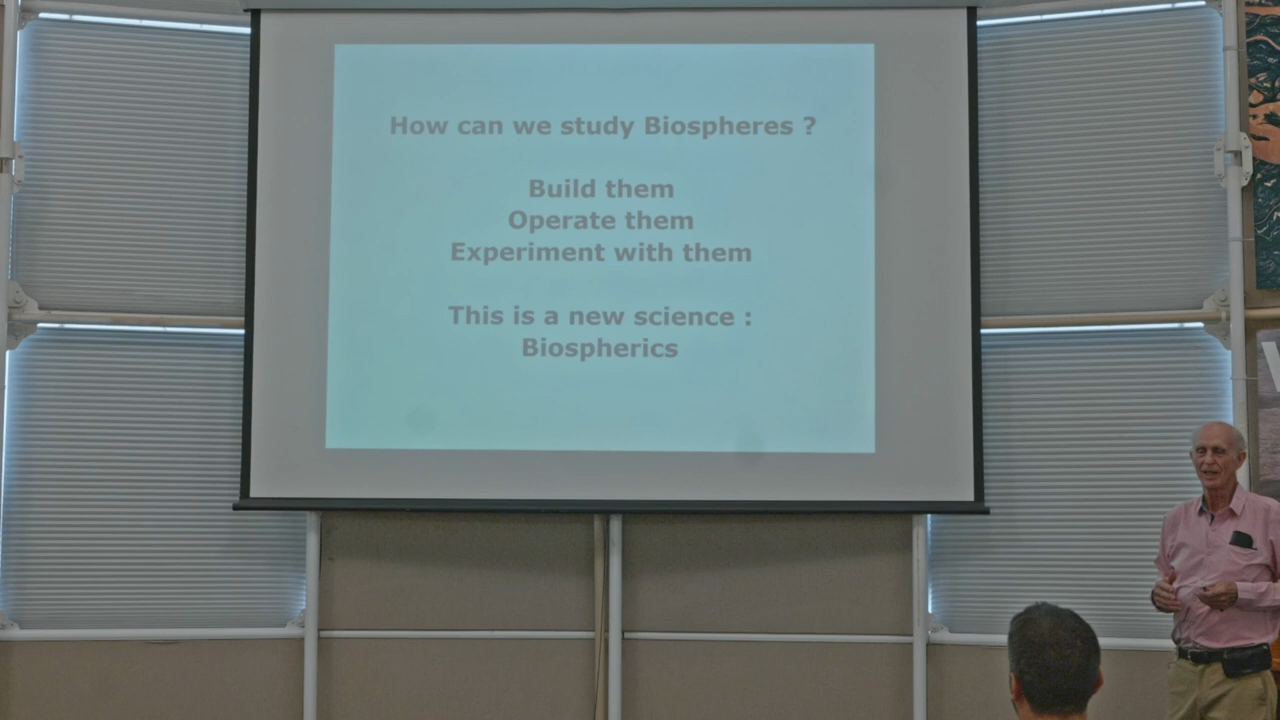 How can we study Biospheres ?
Build them
Operate them
Experiment with them
This is a new science :
Biospherics